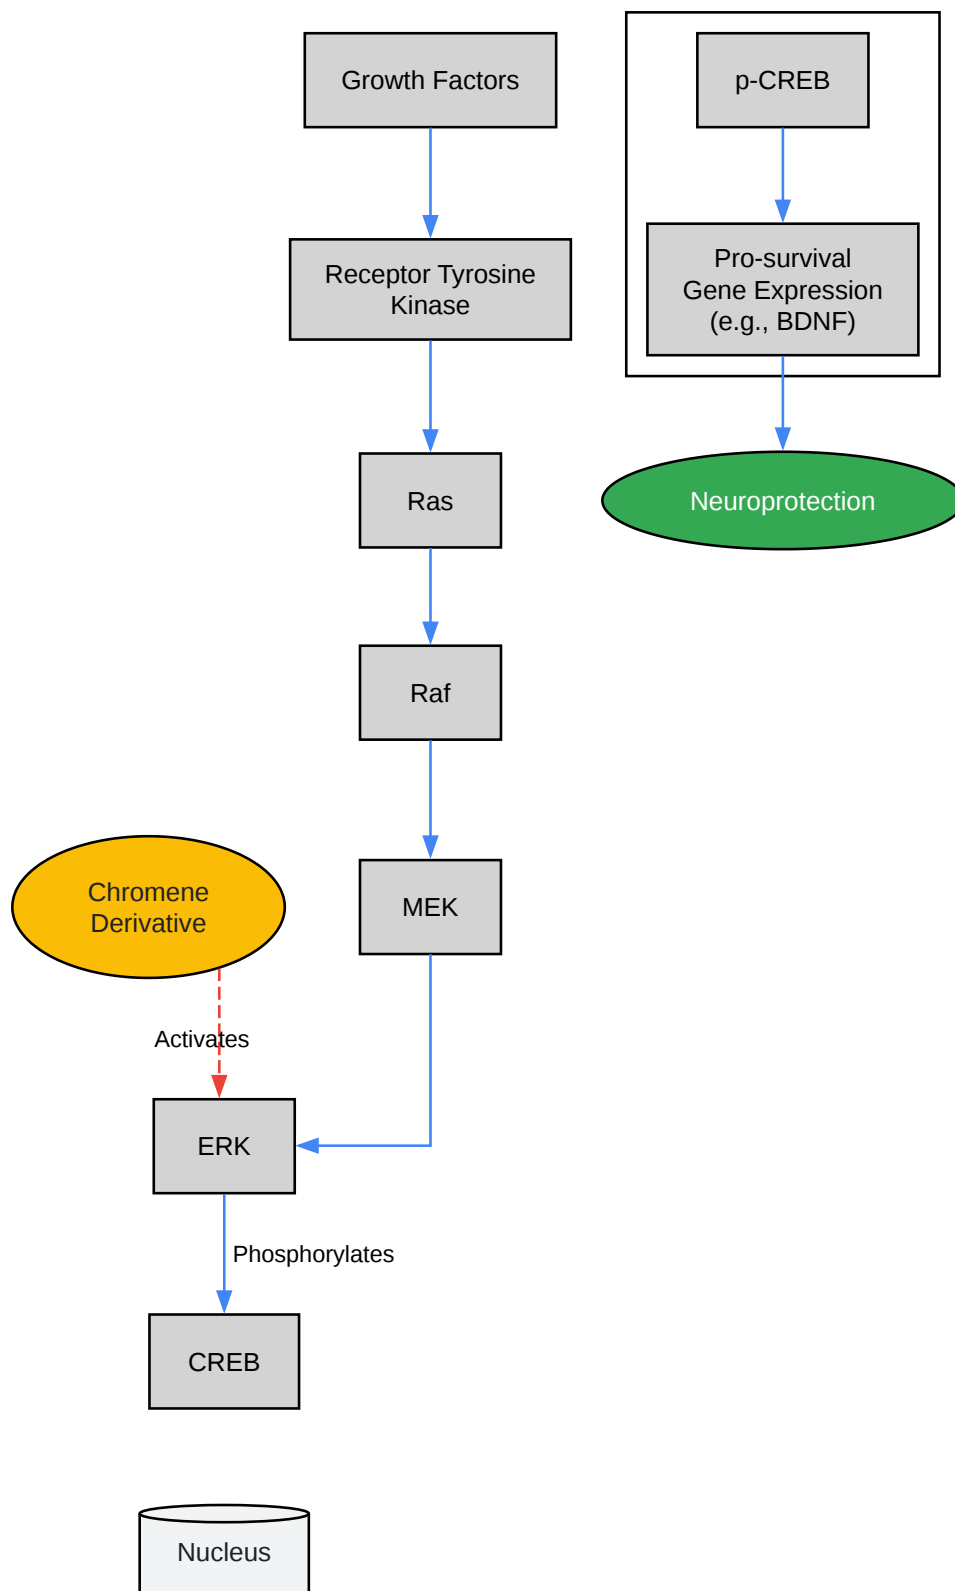 Growth Factors
p-CREB
Receptor Tyrosine
Kinase
Pro-survival
Gene Expression
(e.g., BDNF)
Ras
Neuroprotection
Raf
Chromene
Derivative
MEK
Activates
ERK
Phosphorylates
CREB
Nucleus